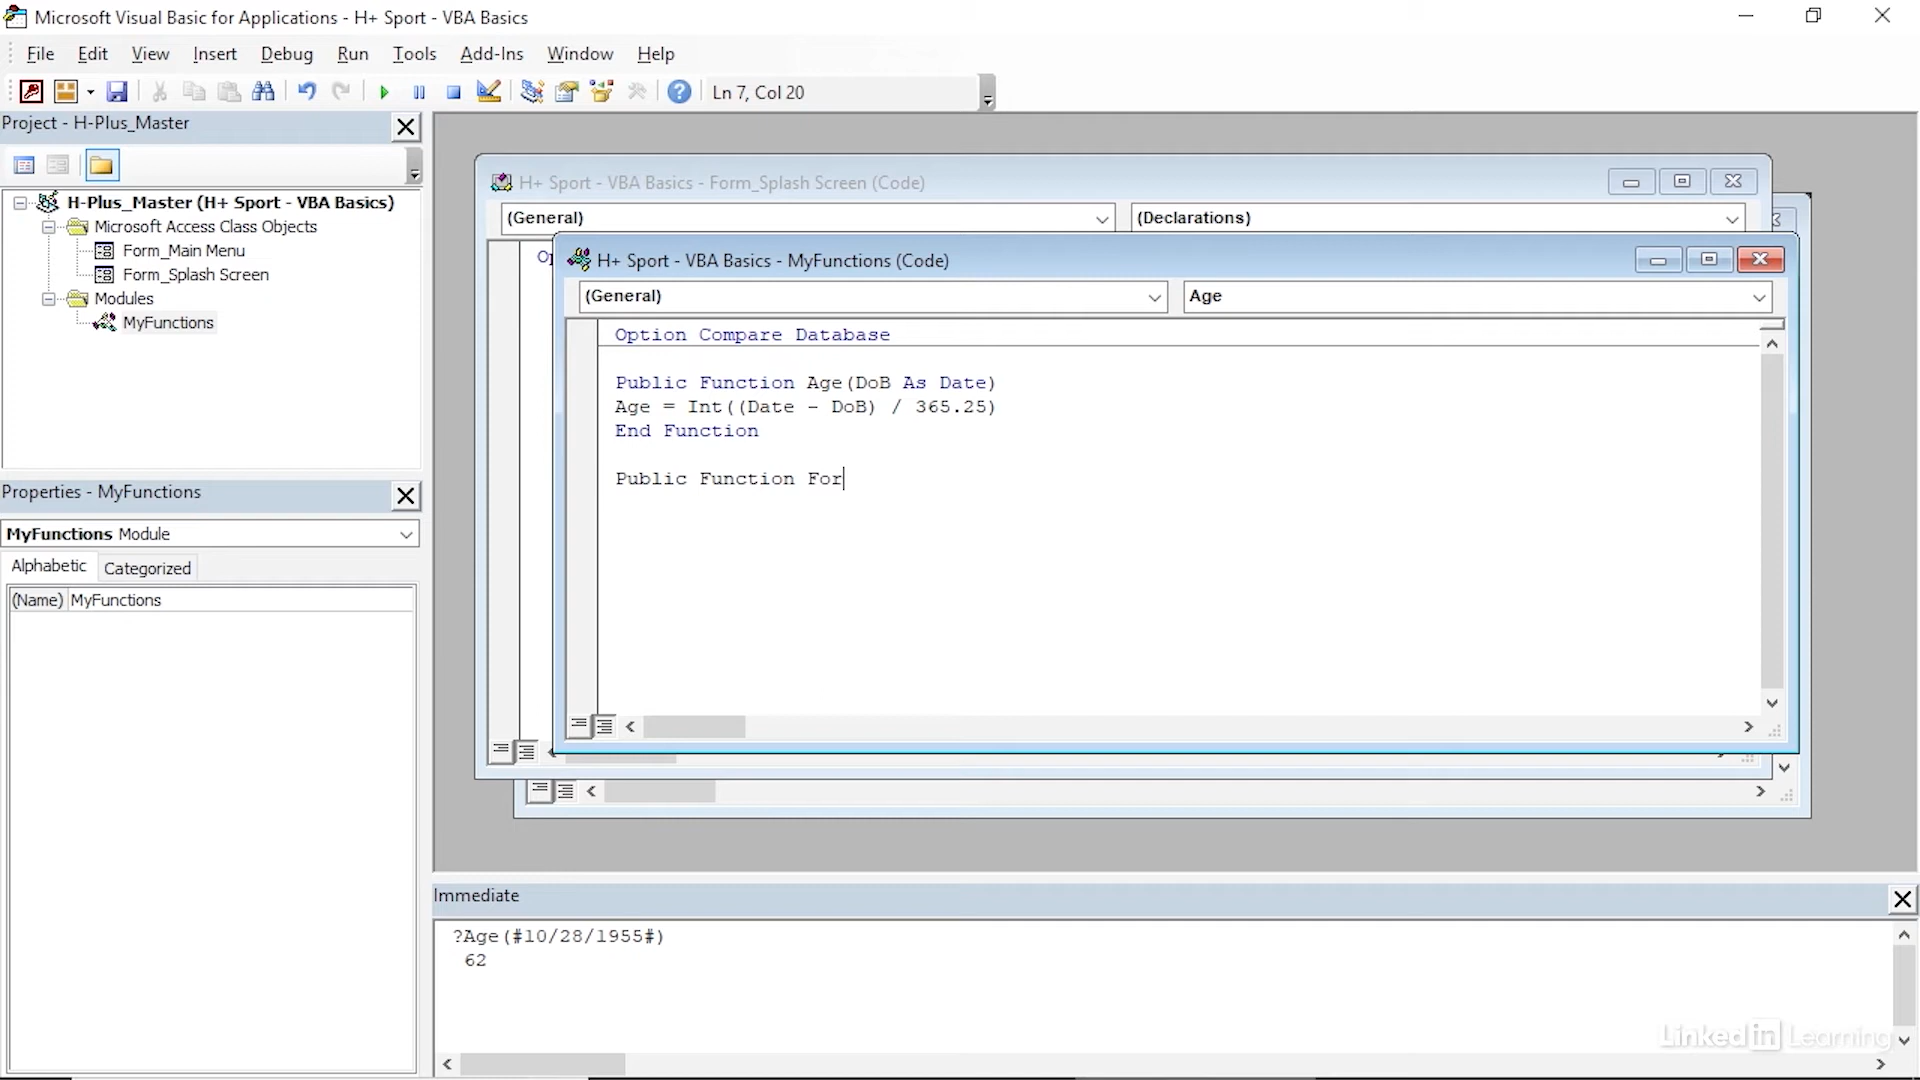 Microsoft Visual Basic for Applications - H+ Sport - VBA Basics
File Edit View Insert Debug Run Tools Add-Ins Window Help
Ln 7, Col 20
Project - H-Plus_Master
H-Plus_Master (H+ Sport - VBA Basics)
Microsoft Access Class Objects
Form_Main Menu
Form_Splash Screen
Modules
MyFunctions
Properties - MyFunctions
MyFunctions Module
Alphabetic Categorized
(Name) MyFunctions
H+ Sport - VBA Basics - Form_Splash Screen (Code)
(General) (Declarations)
H+ Sport - VBA Basics - MyFunctions (Code)
(General) Age
Option Compare Database
Public Function Age(DoB As Date)
Age = Int((Date - DoB) / 365.25)
End Function
Public Function For
Immediate
?Age(#10/28/1955#)
62
Linked in Learning